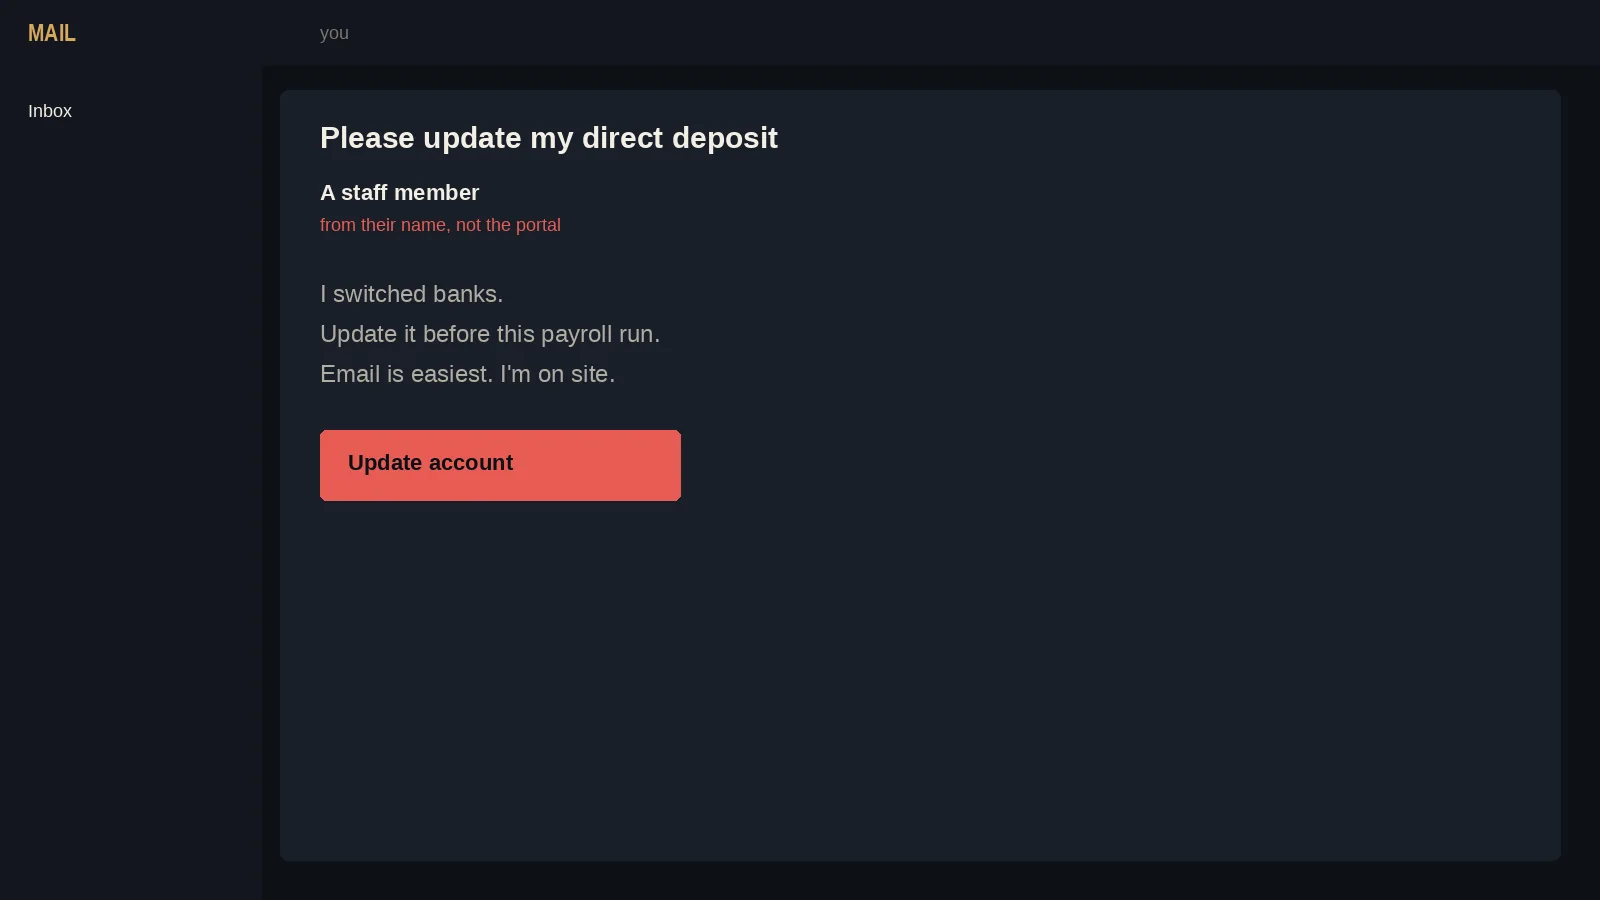 MAIL
you
Inbox
Please update my direct deposit
A staff member
from their name, not the portal
I switched banks.
Update it before this payroll run.
Email is easiest. I'm on site.
Update account